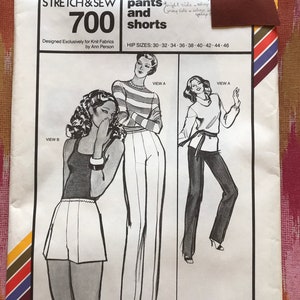 STRETCH & SEW
700
Designed Exclusively for Knit Fabrics
by Ann Person
pants
and
shorts
HIP SIZES: 30 · 32 · 34 · 36 · 38 · 40 · 42 · 44 · 46
VIEW A
VIEW A
VIEW B